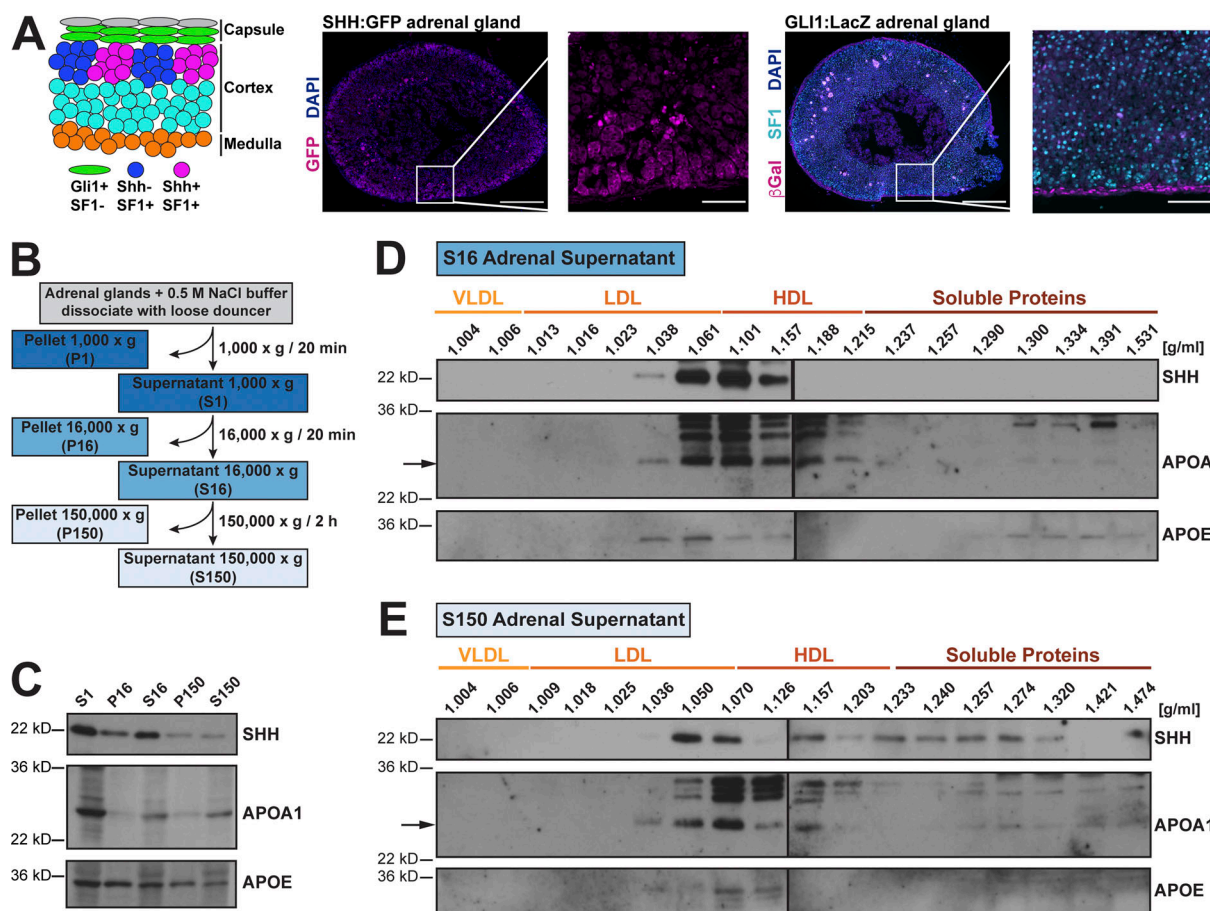 A
Capsule
Cortex
Medulla
Gli1+ Shh- Shh+
SF1- SF1+ SF1+
SHH:GFP adrenal gland
GFP DAPI
GLI1:LacZ adrenal gland
βGal SF1 DAPI
B
Adrenal glands + 0.5 M NaCl buffer
dissociate with loose douncer
Pellet 1,000 x g
(P1)
1,000 x g / 20 min
Supernatant 1,000 x g
(S1)
Pellet 16,000 x g
(P16)
16,000 x g / 20 min
Supernatant 16,000 x g
(S16)
Pellet 150,000 x g
(P150)
150,000 x g / 2 h
Supernatant 150,000 x g
(S150)
C
S1 P16 S16 P150 S150
22 kD
SHH
36 kD
APOA1
22 kD
36 kD
APOE
D
S16 Adrenal Supernatant
VLDL LDL HDL Soluble Proteins
1.004 1.006 1.013 1.016 1.023 1.038 1.061 1.101 1.157 1.188 1.215 1.237 1.257 1.290 1.300 1.334 1.391 1.531
[g/ml]
22 kD
SHH
36 kD
APOA
22 kD
36 kD
APOE
E
S150 Adrenal Supernatant
VLDL LDL HDL Soluble Proteins
1.004 1.006 1.009 1.018 1.025 1.036 1.050 1.070 1.126 1.157 1.203 1.233 1.240 1.257 1.274 1.320 1.421 1.474
[g/ml]
22 kD
SHH
36 kD
APOA1
22 kD
36 kD
APOE